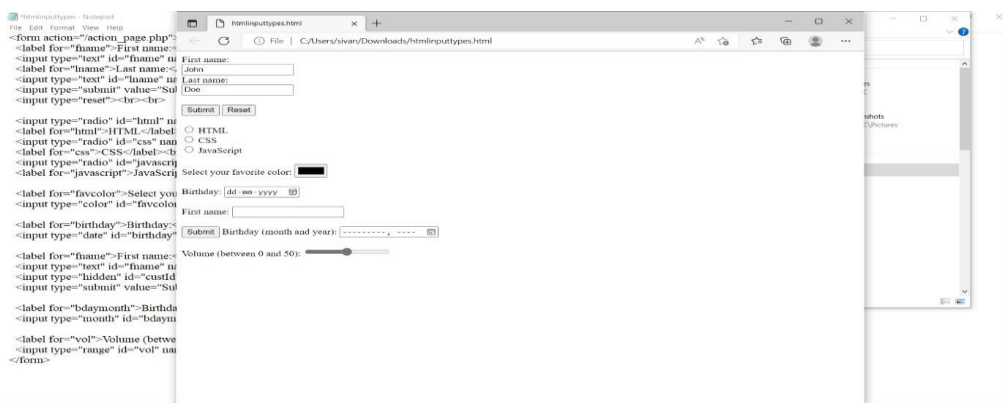 *htmlinputtypes - Notepad
File Edit Format View Help
<form action="/action_page.php">
<label for="fname">First name:<
<input type="text" id="fname" na
<label for="lname">Last name:<
<input type="text" id="lname" na
<input type="submit" value="Sul
<input type="reset"><br><br>
<input type="radio" id="html" na
<label for="html">HTML</label
<input type="radio" id="css" nan
<label for="css">CSS</label><b
<input type="radio" id="javascrip
<label for="javascript">JavaScrip
<label for="favcolor">Select you
<input type="color" id="favcolor
<label for="birthday">Birthday:<
<input type="date" id="birthday"
<label for="fname">First name:<
<input type="text" id="fname" na
<input type="hidden" id="custId
<input type="submit" value="Sul
<label for="bdaymonth">Birthda
<input type="month" id="bdaym
<label for="vol">Volume (betwe
<input type="range" id="vol" nar
</form>
htmlinputtypes.html
File | C:/Users/sivan/Downloads/htmlinputtypes.html
First name:
John
Last name:
Doe
Submit Reset
HTML
CSS
JavaScript
Select your favorite color:
Birthday: dd-mm-yyyy
First name:
Submit Birthday (month and year): ---------, ----
Volume (between 0 and 50):
nshots
C\Pictures